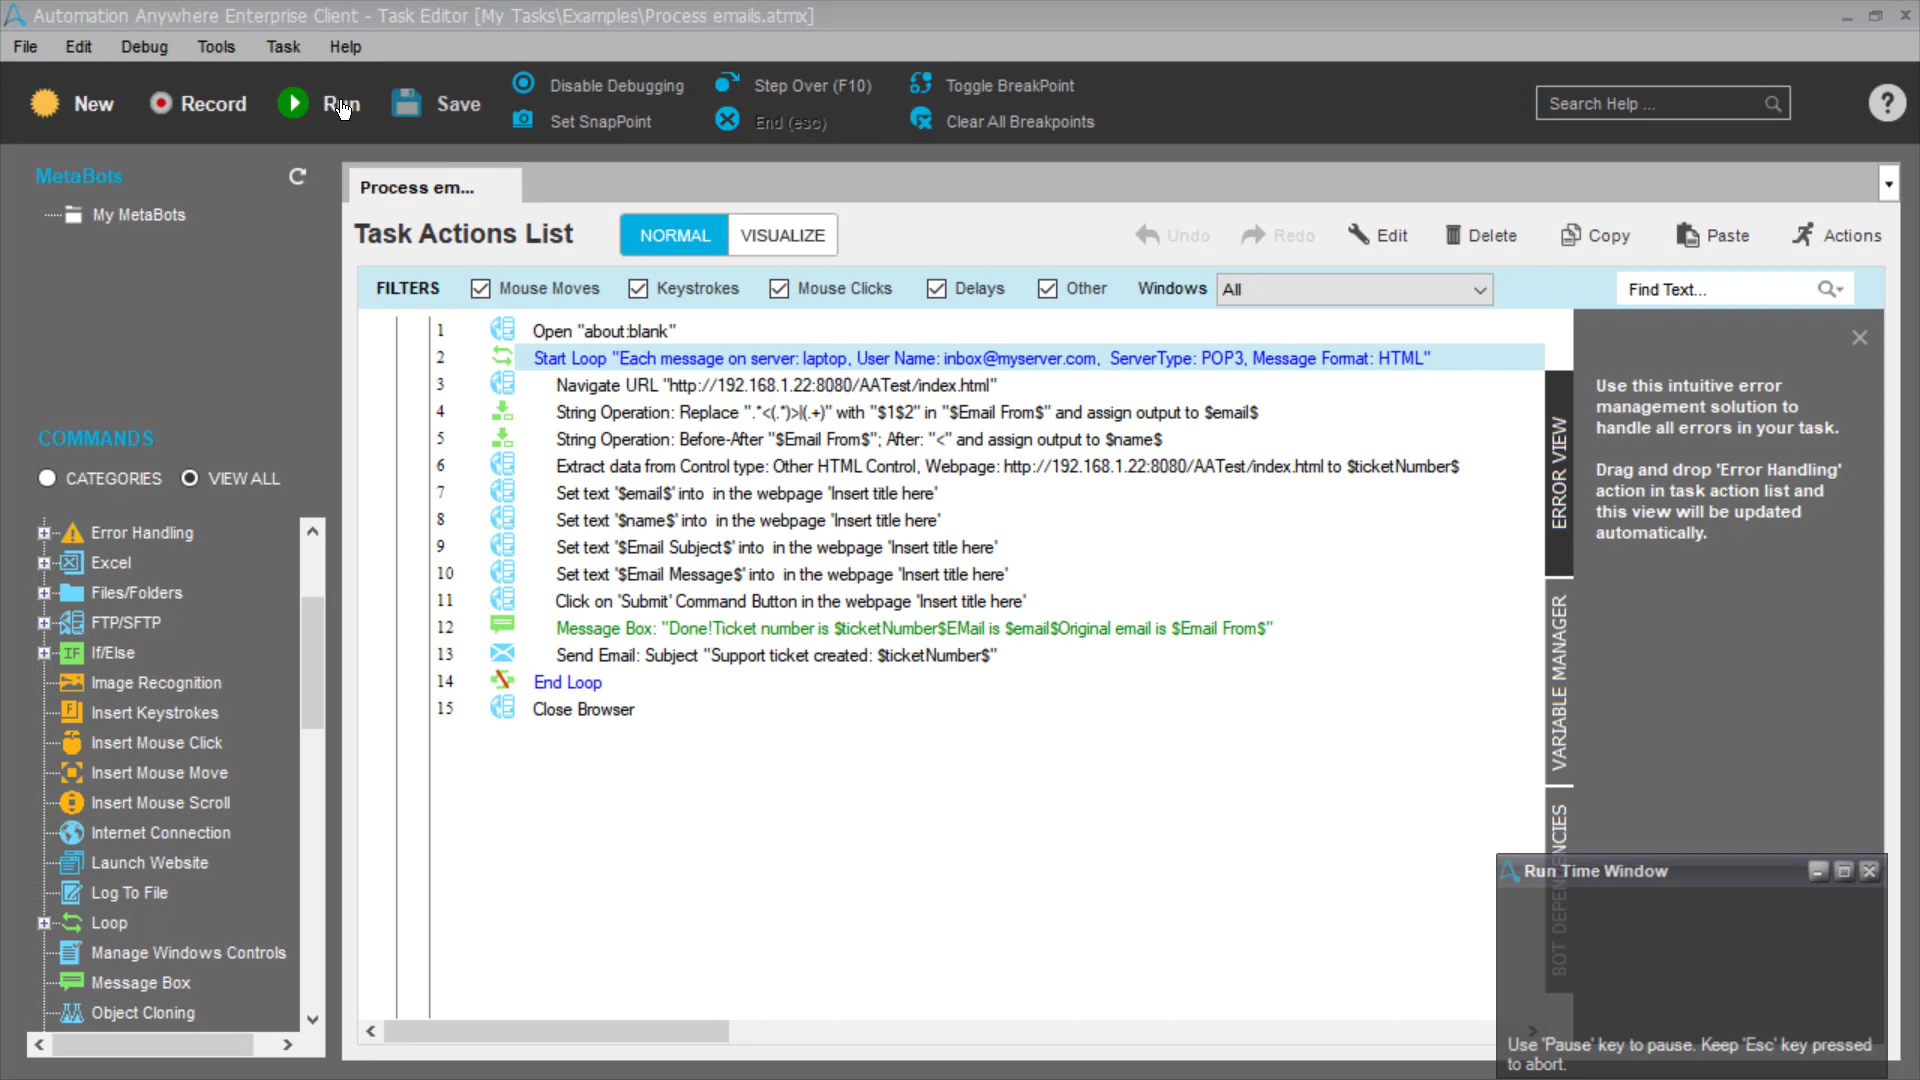 Automation Anywhere Enterprise Client - Task Editor [My Tasks\Examples\Process emails.atmx]
File Edit Debug Tools Task Help
New Record Run Save
Disable Debugging Step Over (F10) Toggle BreakPoint
Set SnapPoint End (esc) Clear All Breakpoints
Search Help ...
?
MetaBots
My MetaBots
COMMANDS
CATEGORIES VIEW ALL
Error Handling
Excel
Files/Folders
FTP/SFTP
IF If/Else
Image Recognition
Insert Keystrokes
Insert Mouse Click
Insert Mouse Move
Insert Mouse Scroll
Internet Connection
Launch Website
Log To File
Loop
Manage Windows Controls
Message Box
Object Cloning
Process em...
Task Actions List NORMAL VISUALIZE Undo Redo Edit Delete Copy Paste Actions
FILTERS Mouse Moves Keystrokes Mouse Clicks Delays Other Windows All Find Text...
1 Open "about:blank"
2 Start Loop "Each message on server: laptop, User Name: inbox@myserver.com,  ServerType: POP3, Message Format: HTML"
3 Navigate URL "http://192.168.1.22:8080/AATest/index.html"
4 String Operation: Replace ".*<(.*)>|(.+)" with "$1$2" in "$Email From$" and assign output to $email$
5 String Operation: Before-After "$Email From$"; After: "<" and assign output to $name$
6 Extract data from Control type: Other HTML Control, Webpage: http://192.168.1.22:8080/AATest/index.html to $ticketNumber$
7 Set text '$email$' into  in the webpage 'Insert title here'
8 Set text '$name$' into  in the webpage 'Insert title here'
9 Set text '$Email Subject$' into  in the webpage 'Insert title here'
10 Set text '$Email Message$' into  in the webpage 'Insert title here'
11 Click on 'Submit' Command Button in the webpage 'Insert title here'
12 Message Box: "Done!Ticket number is $ticketNumber$EMail is $email$Original email is $Email From$"
13 Send Email: Subject "Support ticket created: $ticketNumber$"
14 End Loop
15 Close Browser
ERROR VIEW
VARIABLE MANAGER
BOT DEPENDENCIES
Use this intuitive error
management solution to
handle all errors in your task.
Drag and drop 'Error Handling'
action in task action list and
this view will be updated
automatically.
Run Time Window
Use 'Pause' key to pause. Keep 'Esc' key pressed
to abort.